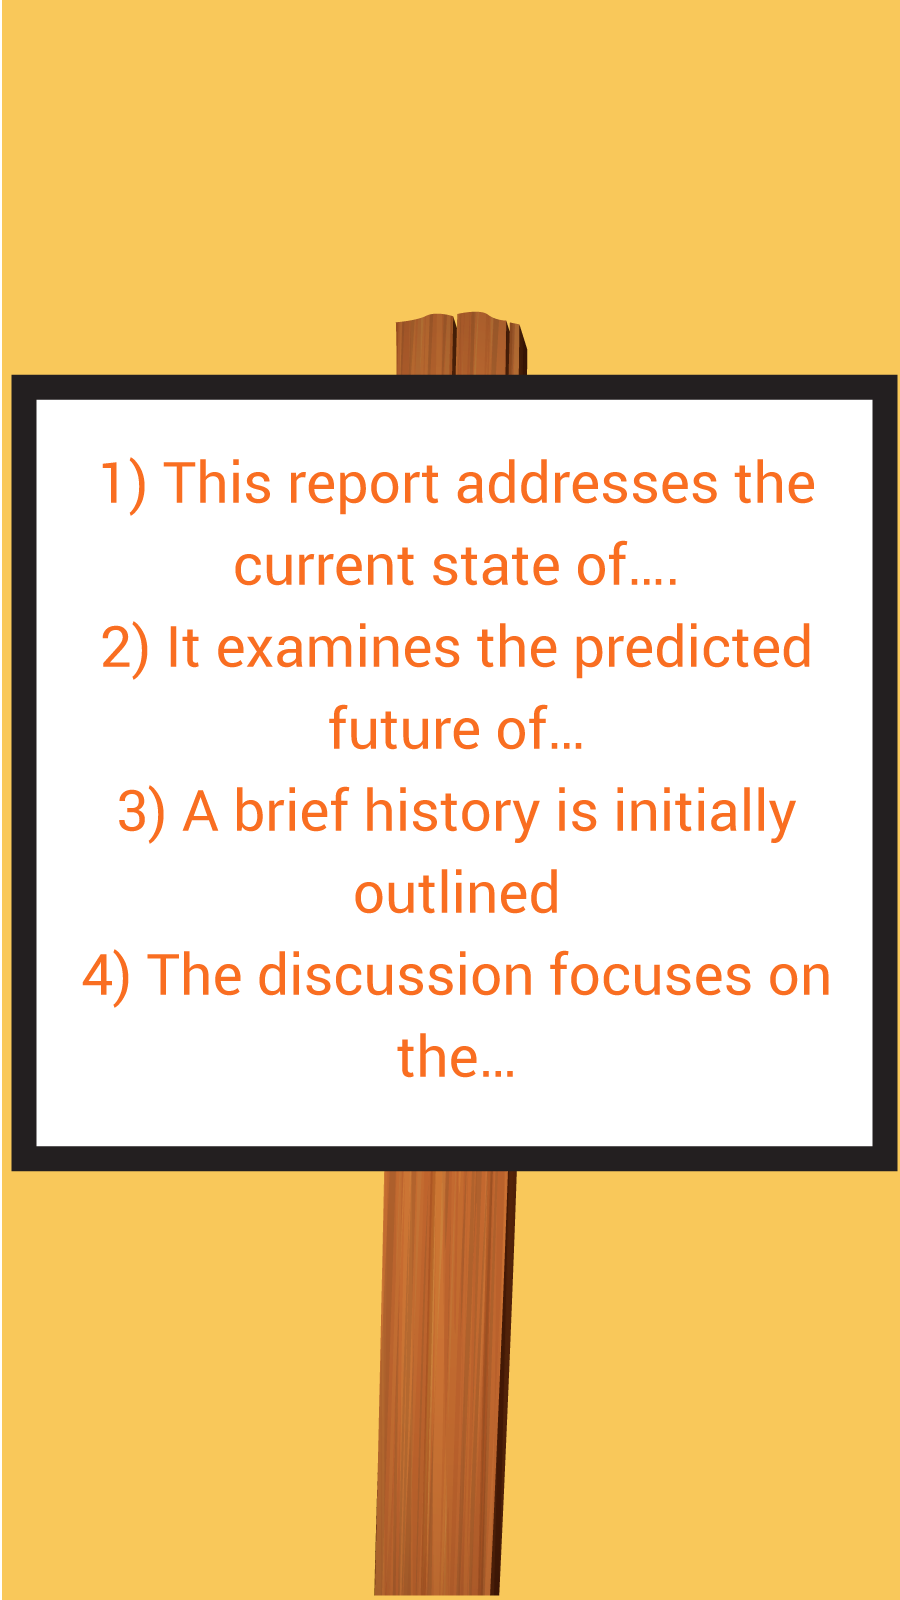 1) This report addresses the
current state of....
2) It examines the predicted
future of...
3) A brief history is initially
outlined
4) The discussion focuses on
the...